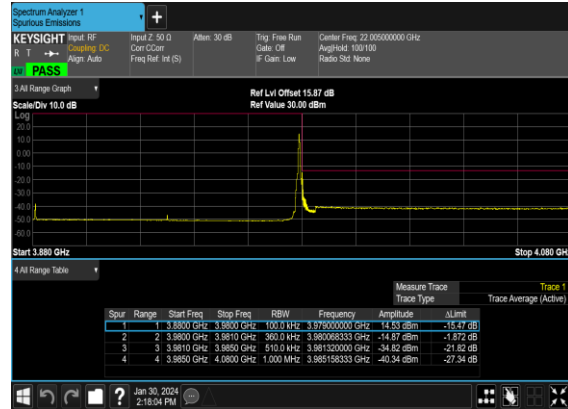 Spectrum Analyzer 1
Spurious Emissions
KEYSIGHT Input: RF Input Z: 50 Ω Atten: 30 dB Trig: Free Run Center Freq: 22.005000000 GHz
R T Coupling: DC Corr CCorr Gate: Off Avg|Hold: 100/100
Align: Auto Freq Ref: Int (S) IF Gain: Low Radio Std: None
PASS
3 All Range Graph Ref Lvl Offset 15.87 dB
Scale/Div 10.0 dB Ref Value 30.00 dBm
Log
20.0
10.0
0.00
-10.0
-20.0
-30.0
-40.0
-50.0
-60.0
Start 3.880 GHz Stop 4.080 GHz
4 All Range Table
Measure Trace Trace 1
Trace Type Trace Average (Active)
Spur Range Start Freq Stop Freq RBW Frequency Amplitude ΔLimit
1 1 3.8800 GHz 3.9800 GHz 100.0 kHz 3.979000000 GHz 14.53 dBm -15.47 dB
2 2 3.9800 GHz 3.9810 GHz 360.0 kHz 3.980068333 GHz -14.87 dBm -1.872 dB
3 3 3.9810 GHz 3.9850 GHz 510.0 kHz 3.981320000 GHz -34.82 dBm -21.82 dB
4 4 3.9850 GHz 4.0800 GHz 1.000 MHz 3.985158333 GHz -40.34 dBm -27.34 dB
Jan 30, 2024
2:18:04 PM